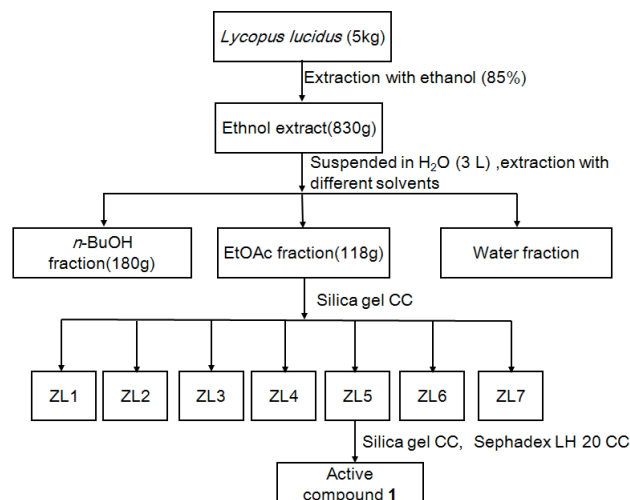 Lycopus lucidus (5kg)
Extraction with ethanol (85%)
Ethnol extract(830g)
Suspended in H₂O (3 L) ,extraction with
different solvents
n-BuOH
fraction(180g)
EtOAc fraction(118g)
Water fraction
Silica gel CC
ZL1
ZL2
ZL3
ZL4
ZL5
ZL6
ZL7
Silica gel CC, Sephadex LH 20 CC
Active
compound 1